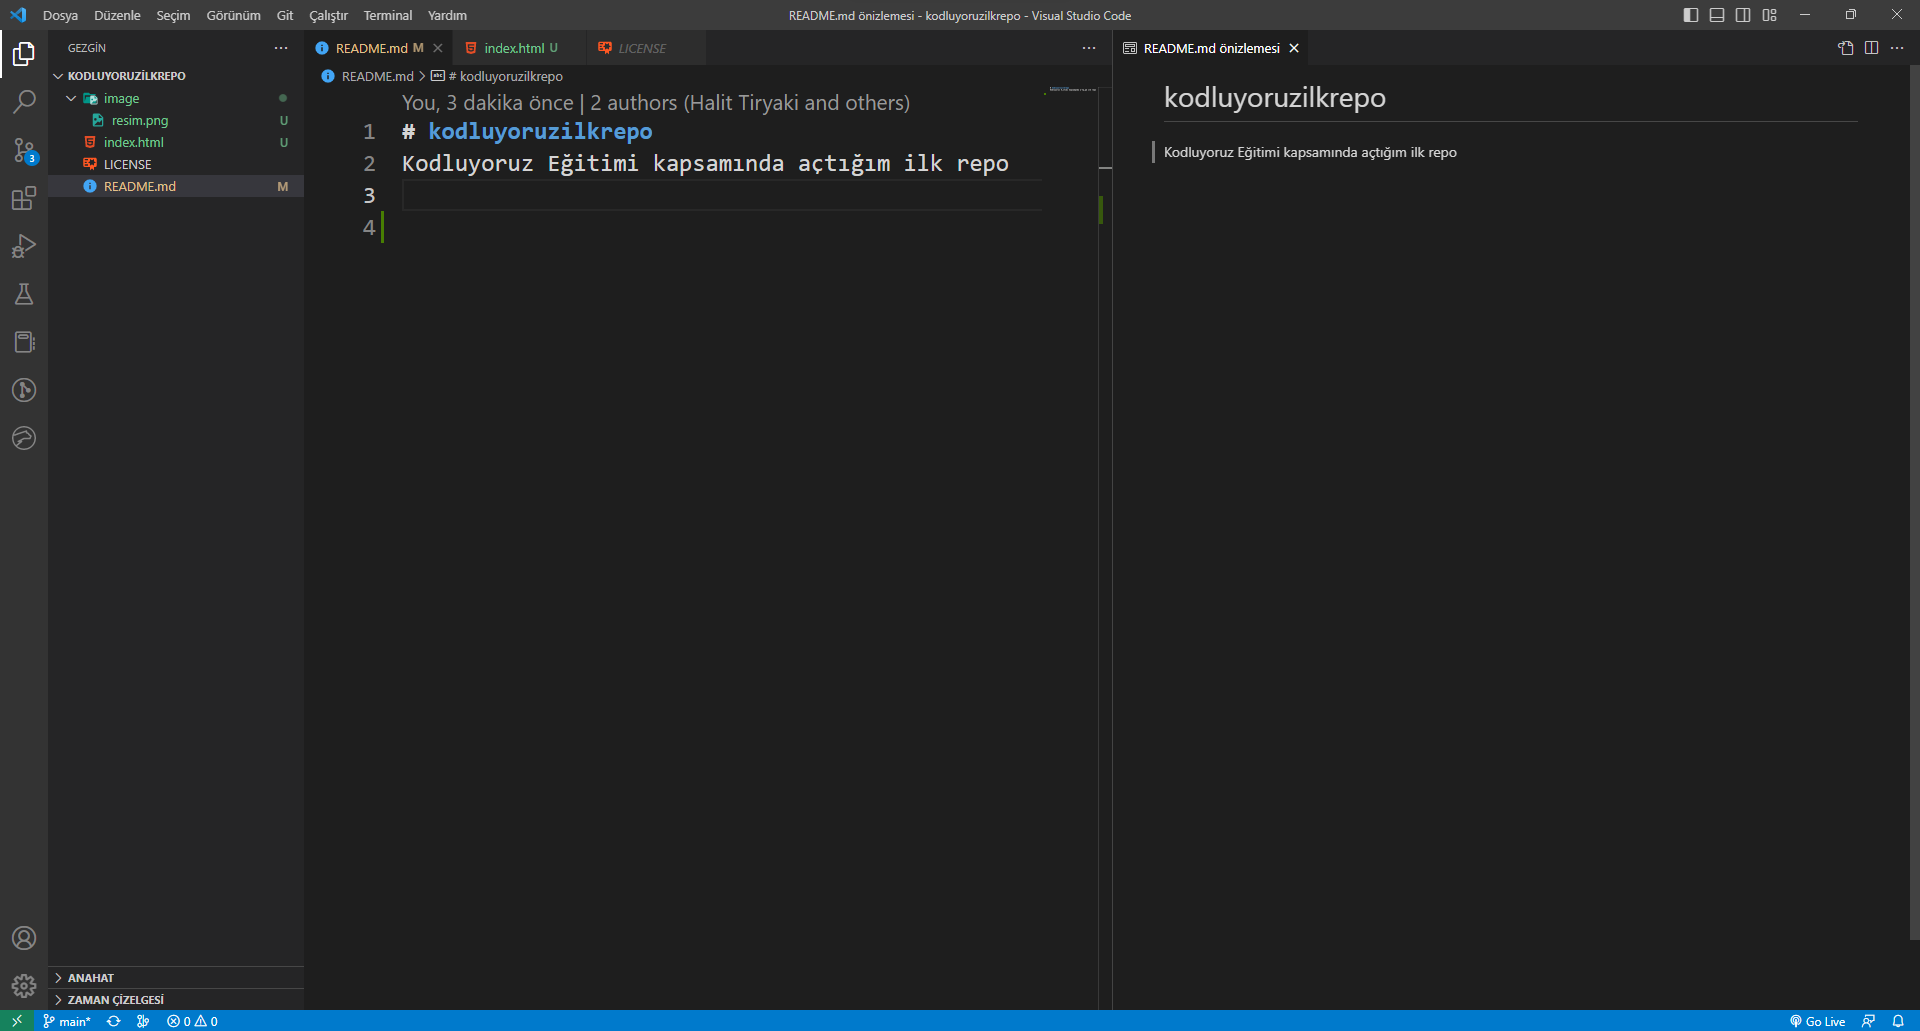 Dosya Düzenle Seçim Görünüm Git Çalıştır Terminal Yardım
README.md önizlemesi - kodluyoruzilkrepo - Visual Studio Code
GEZGİN
KODLUYORUZİLKREPO
image
resim.png U
index.html U
LICENSE
README.md M
ANAHAT
ZAMAN ÇİZELGESİ
README.md M
index.html U
LICENSE
README.md > # kodluyoruzilkrepo
You, 3 dakika önce | 2 authors (Halit Tiryaki and others)
1 # kodluyoruzilkrepo
2 Kodluyoruz Eğitimi kapsamında açtığım ilk repo
3
4
README.md önizlemesi
kodluyoruzilkrepo
Kodluyoruz Eğitimi kapsamında açtığım ilk repo
3
main* 0 0 Go Live